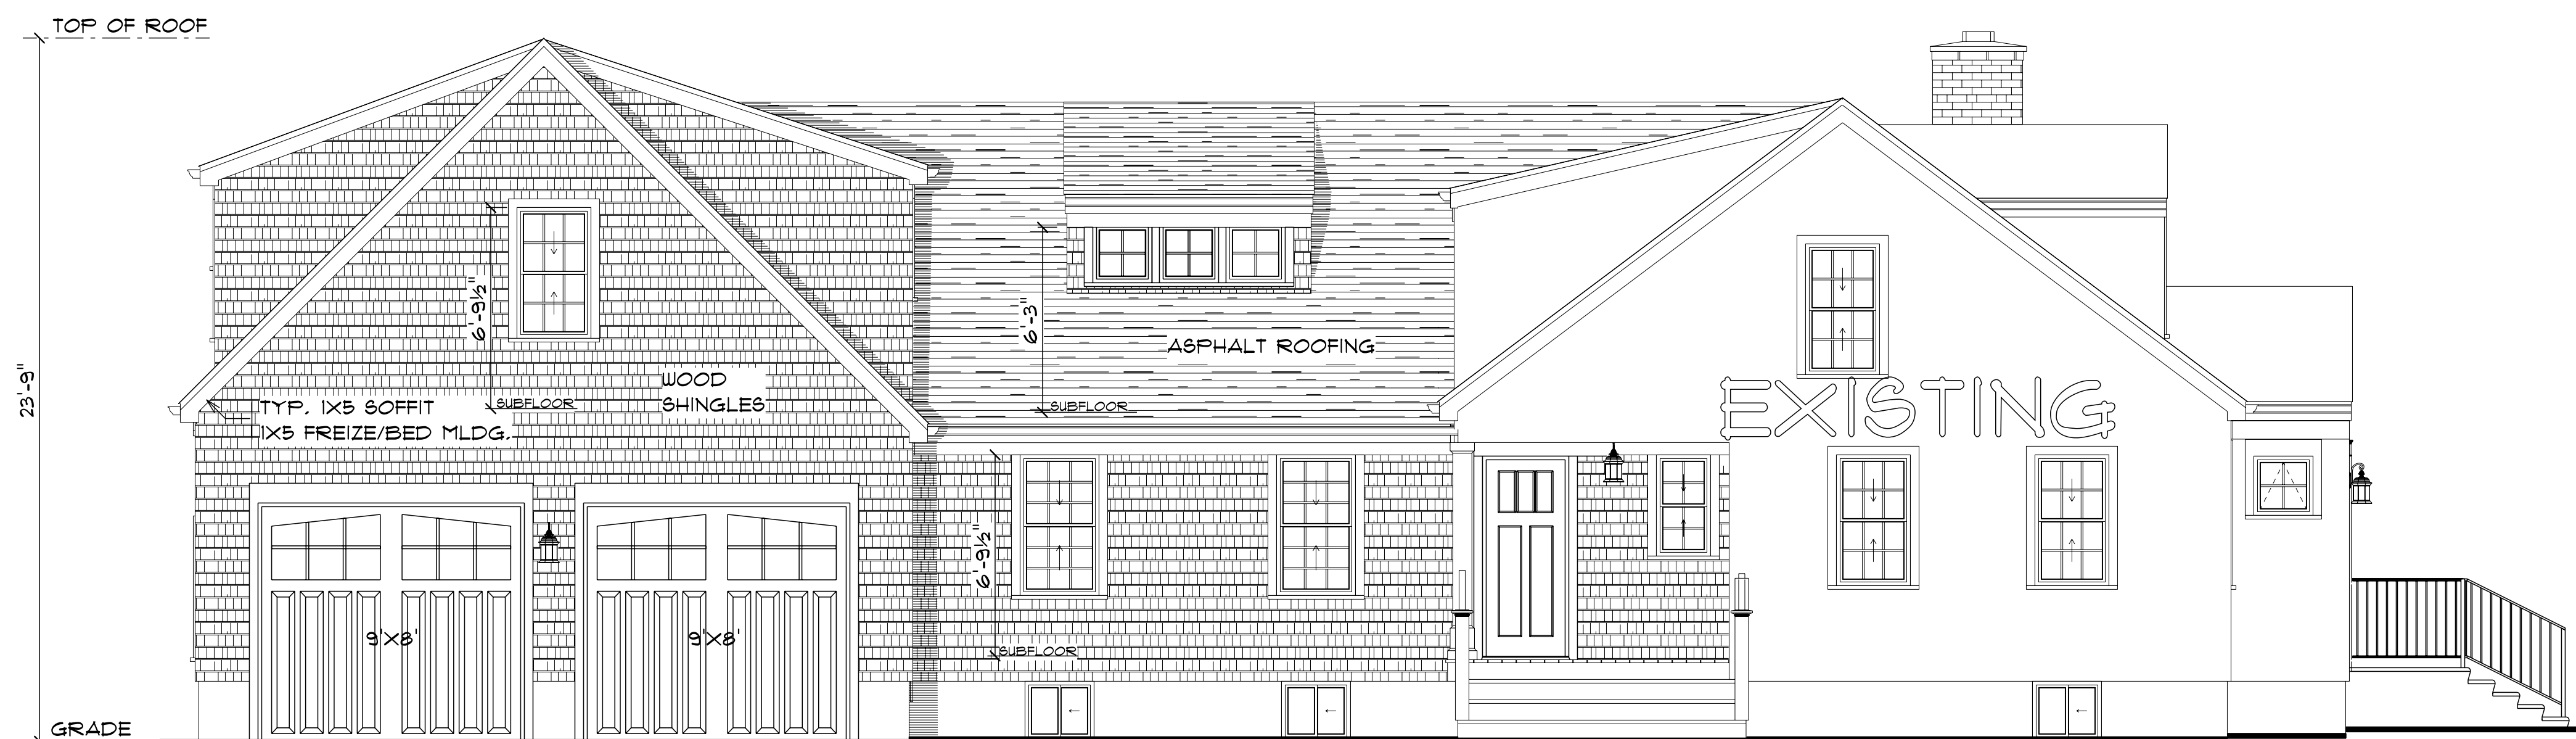 TOP OF ROOF
23'-9"
6'-9½"
6'-3"
ASPHALT ROOFING
WOOD
SHINGLES
SUBFLOOR
SUBFLOOR
TYP. 1X5 SOFFIT
1X5 FREIZE/BED MLDG.
EXISTING
6'-9½"
9'X8'
9'X8'
SUBFLOOR
GRADE